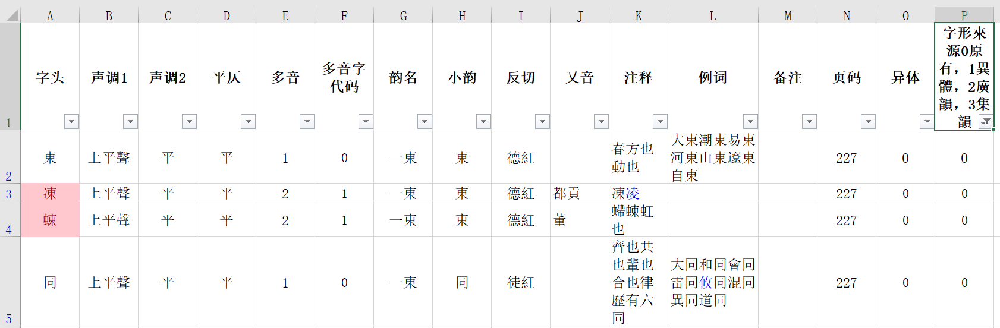 A B C D E F G H I J K L M N O P
1 字头 声调1 声调2 平仄 多音 多音字代码 韵名 小韵 反切 又音 注释 例词 备注 页码 异体 字形來源0原有，1異體，2廣韻，3集韻
2 東 上平聲 平 平 1 0 一東 東 德紅 春方也動也 大東潮東易東河東山東遼東自東 227 0 0
3 凍 上平聲 平 平 2 1 一東 東 德紅 都貢 凍凌 227 0 0
4 蝀 上平聲 平 平 2 1 一東 東 德紅 董 螮蝀虹也 227 0 0
5 同 上平聲 平 平 1 0 一東 同 徒紅 齊也共也輩也合也律歷有六同 大同和同會同雷同攸同混同異同道同 227 0 0